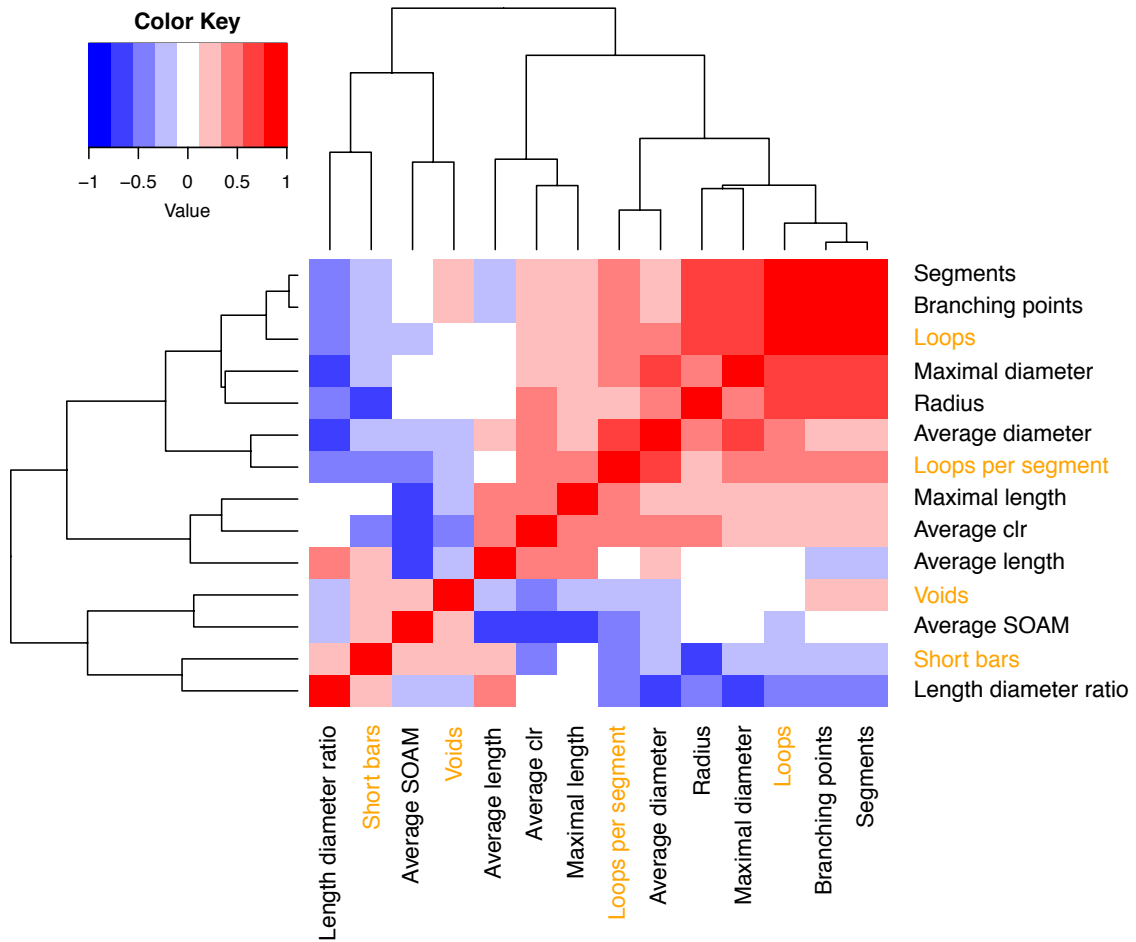 Color Key
−1 −0.5 0 0.5 1
Value
Segments
Branching points
Loops
Maximal diameter
Radius
Average diameter
Loops per segment
Maximal length
Average clr
Average length
Voids
Average SOAM
Short bars
Length diameter ratio
Length diameter ratio
Short bars
Average SOAM
Voids
Average length
Average clr
Maximal length
Loops per segment
Average diameter
Radius
Maximal diameter
Loops
Branching points
Segments